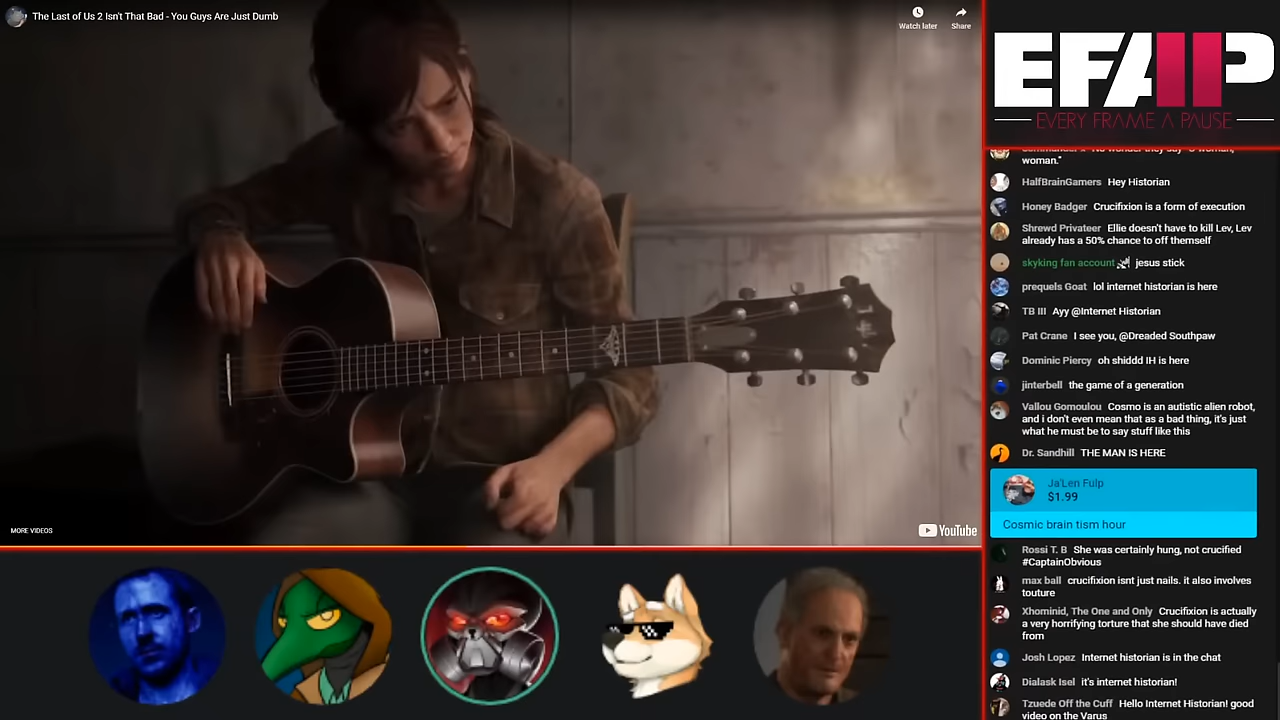 The Last of Us 2 Isn't That Bad - You Guys Are Just Dumb
Watch later
Share
MORE VIDEOS
YouTube
EFAP
EVERY FRAME A PAUSE
woman."
HalfBrainGamers Hey Historian
Honey Badger Crucifixion is a form of execution
Shrewd Privateer Ellie doesn't have to kill Lev, Lev
already has a 50% chance to off themself
skyking fan account jesus stick
prequels Goat lol internet historian is here
TB III Ayy @Internet Historian
Pat Crane I see you, @Dreaded Southpaw
Dominic Piercy oh shiddd IH is here
jinterbell the game of a generation
Vallou Gomoulou Cosmo is an autistic alien robot,
and i don't even mean that as a bad thing, it's just
what he must be to say stuff like this
Dr. Sandhill THE MAN IS HERE
Ja'Len Fulp
$1.99
Cosmic brain tism hour
Rossi T. B She was certainly hung, not crucified
#CaptainObvious
max ball crucifixion isnt just nails. it also involves
touture
Xhominid, The One and Only Crucifixion is actually
a very horrifying torture that she should have died
from
Josh Lopez Internet historian is in the chat
Dialask Isel it's internet historian!
Tzuede Off the Cuff Hello Internet Historian! good
video on the Varus